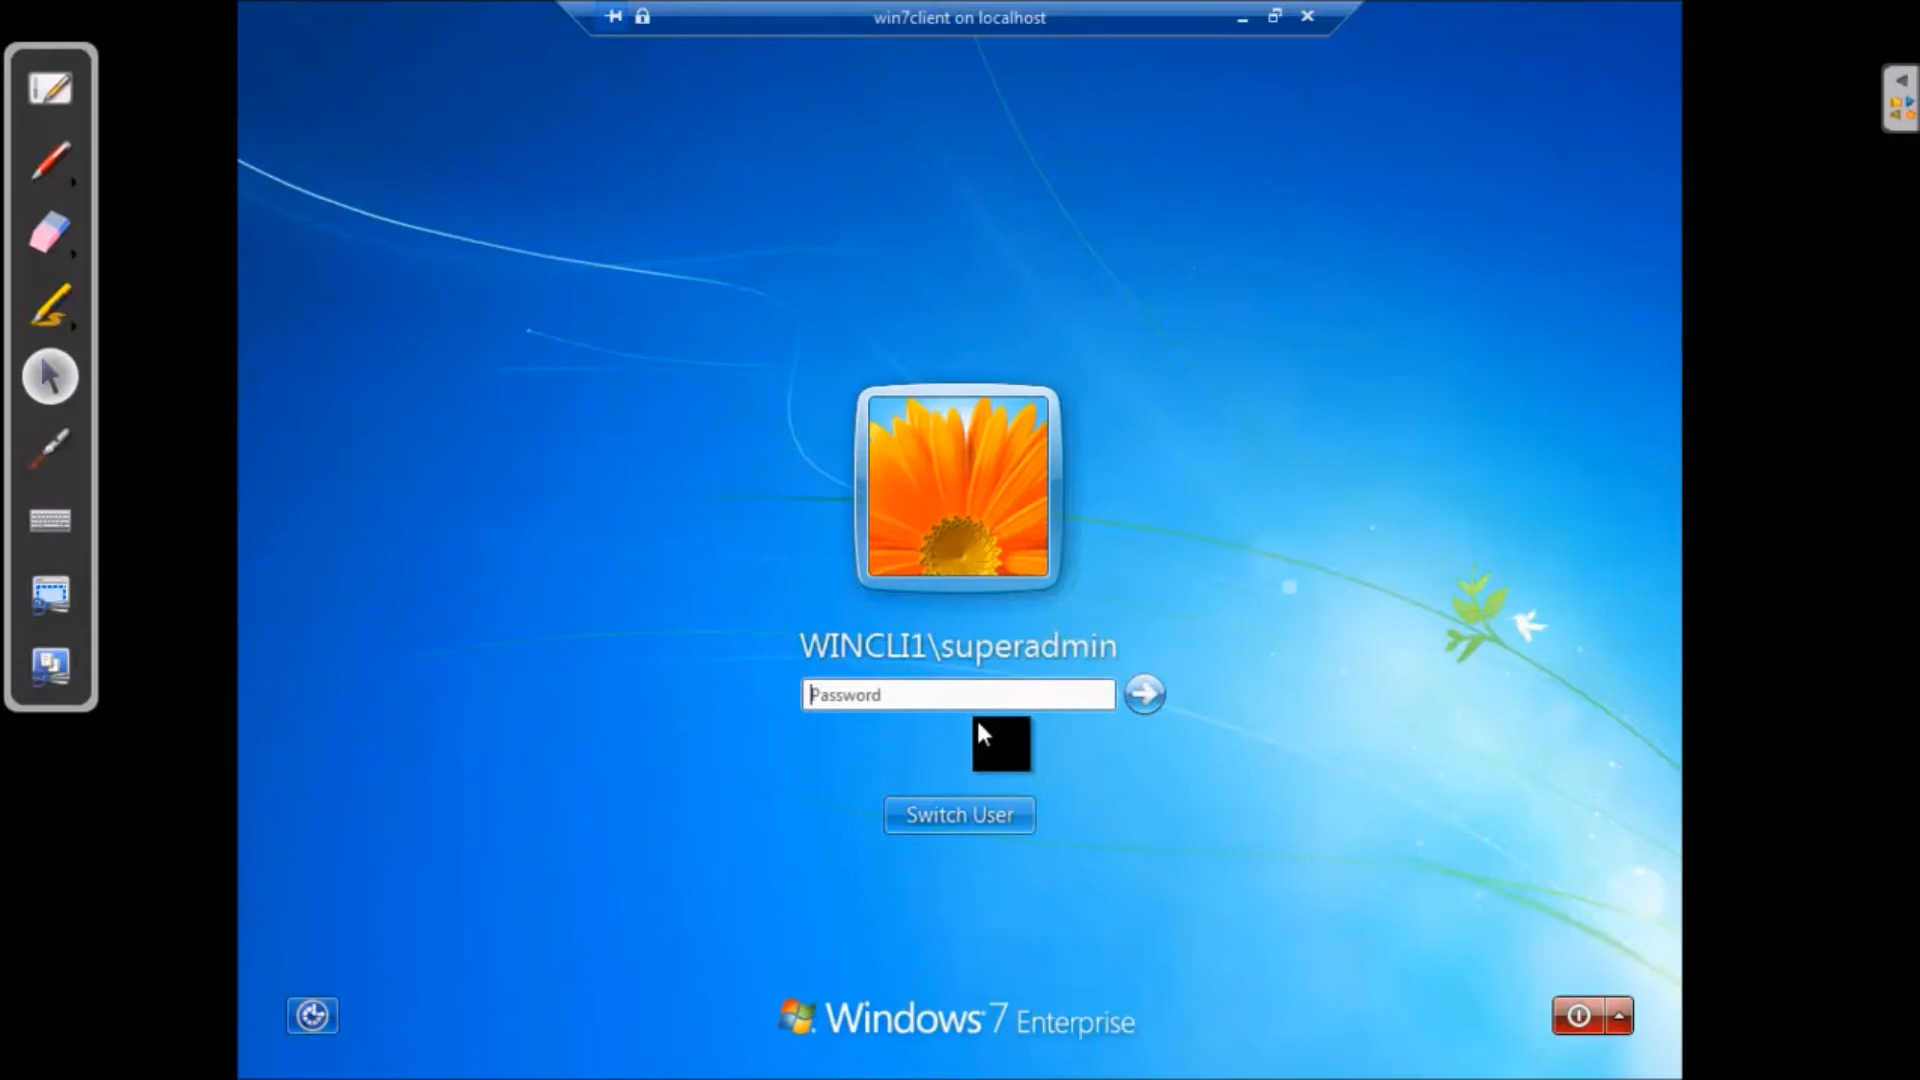 win7client on localhost
WINCLI1\superadmin
Password
Switch User
Windows 7 Enterprise